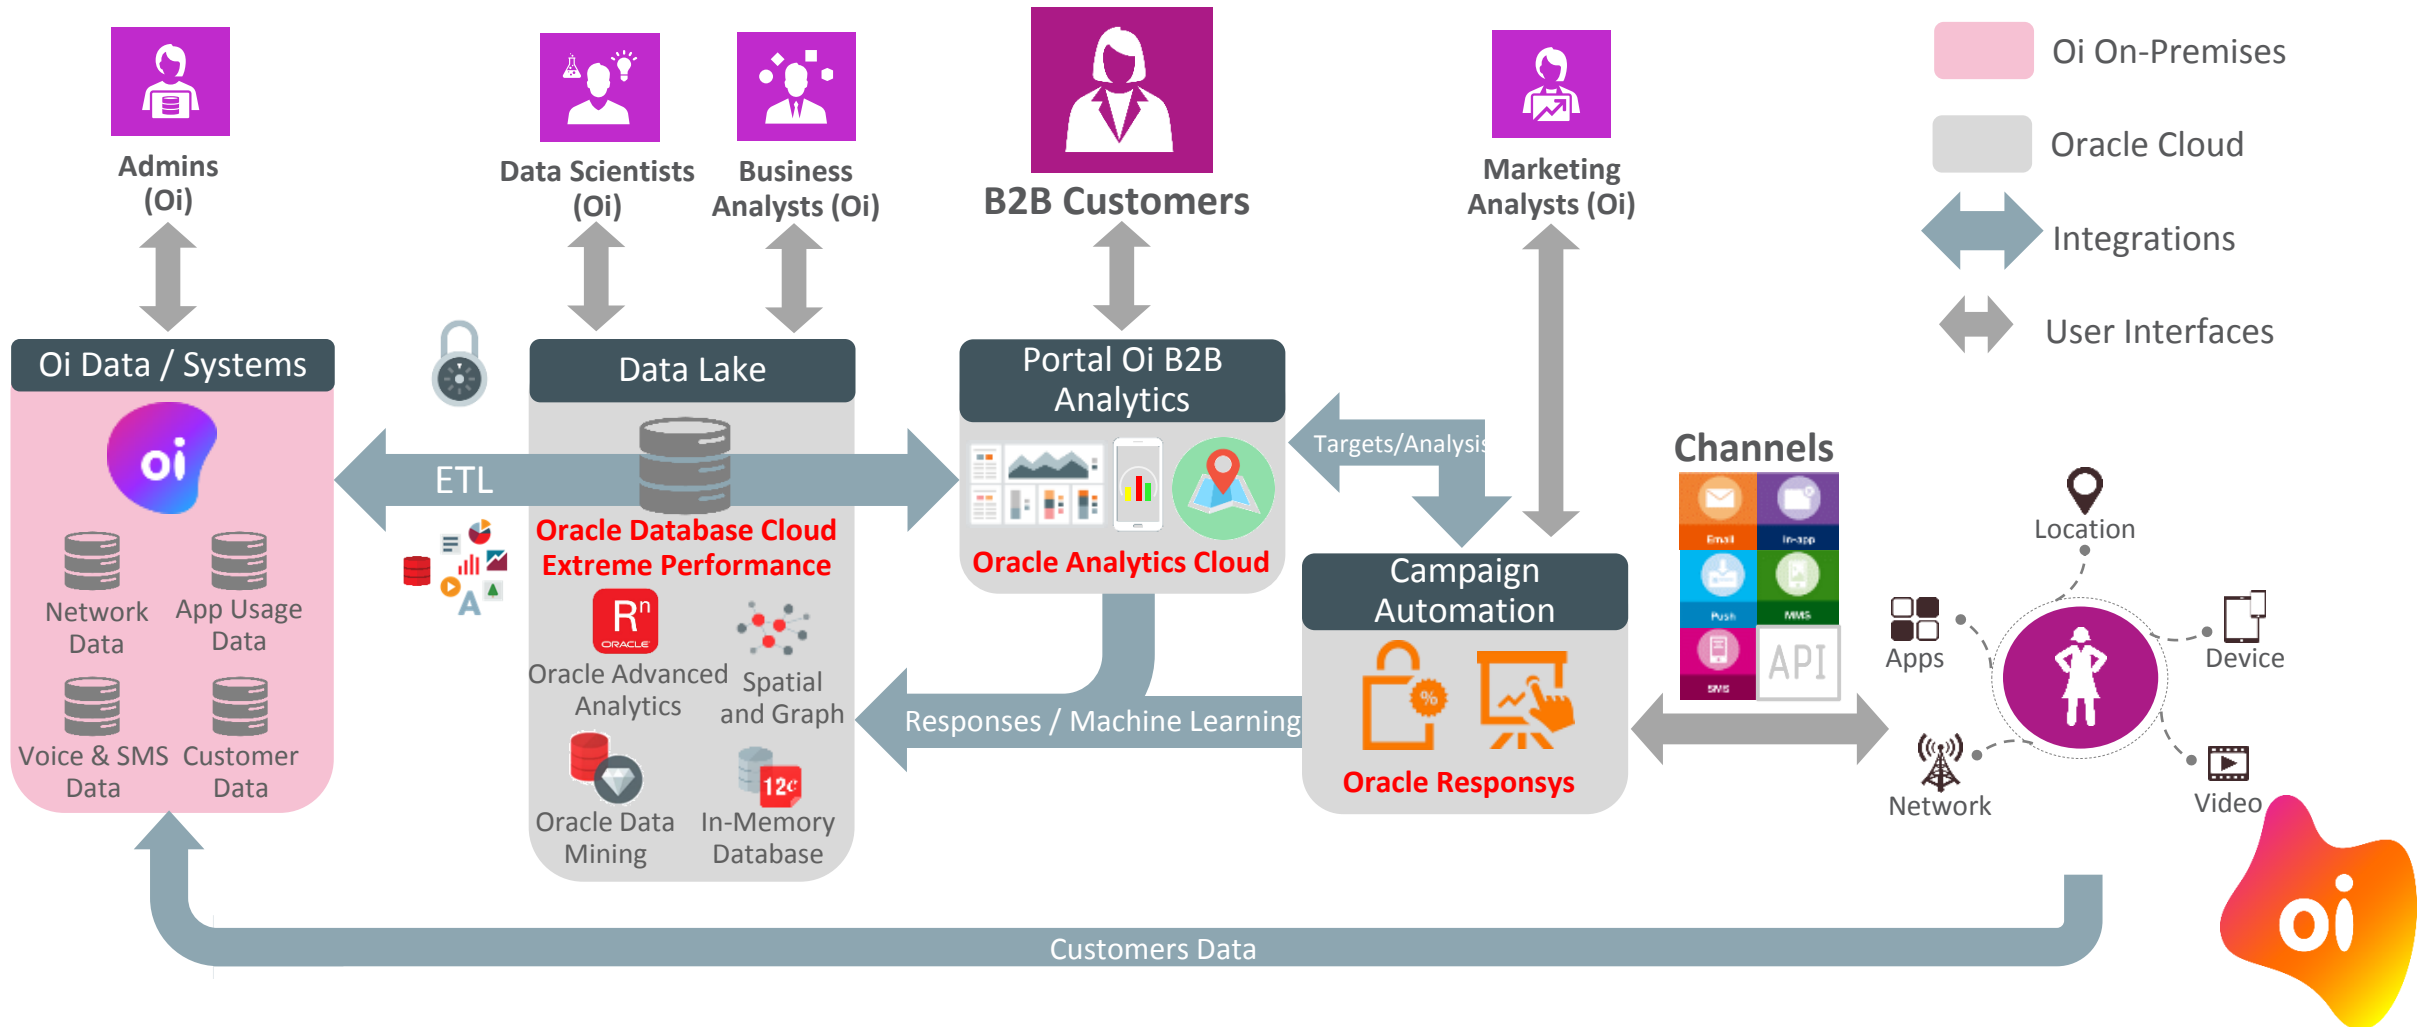 Admins
(Oi)
Data Scientists
(Oi)
Business
Analysts (Oi)
B2B Customers
Marketing
Analysts (Oi)
Oi On-Premises
Oracle Cloud
Integrations
User Interfaces
Oi Data / Systems
oi
Network
Data
App Usage
Data
Voice & SMS
Data
Customer
Data
ETL
A
Data Lake
Oracle Database Cloud
Extreme Performance
Rn
ORACLE
Oracle Advanced
Analytics
Spatial
and Graph
Oracle Data
Mining
12c
In-Memory
Database
Portal Oi B2B
Analytics
Oracle Analytics Cloud
Targets/Analysis
Responses / Machine Learning
Campaign
Automation
%
Oracle Responsys
Channels
Email
In-app
Push
MMS
SMS
API
Location
Apps
Device
Network
Video
Customers Data
oi